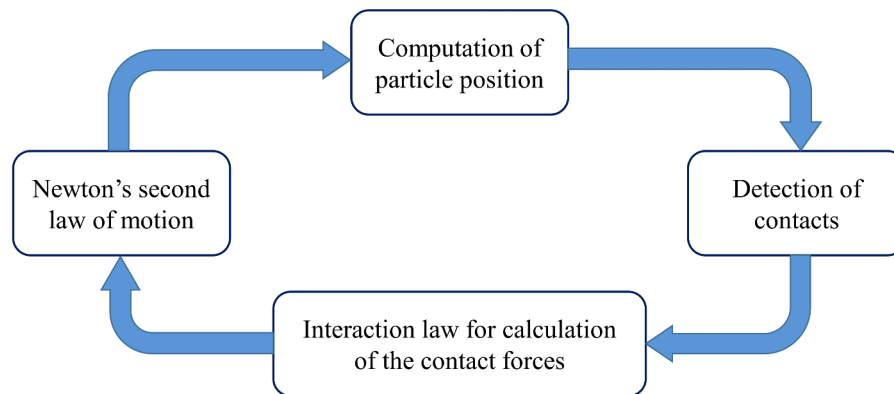 Computation of
particle position
Newton’s second
law of motion
Detection of
contacts
Interaction law for calculation
of the contact forces